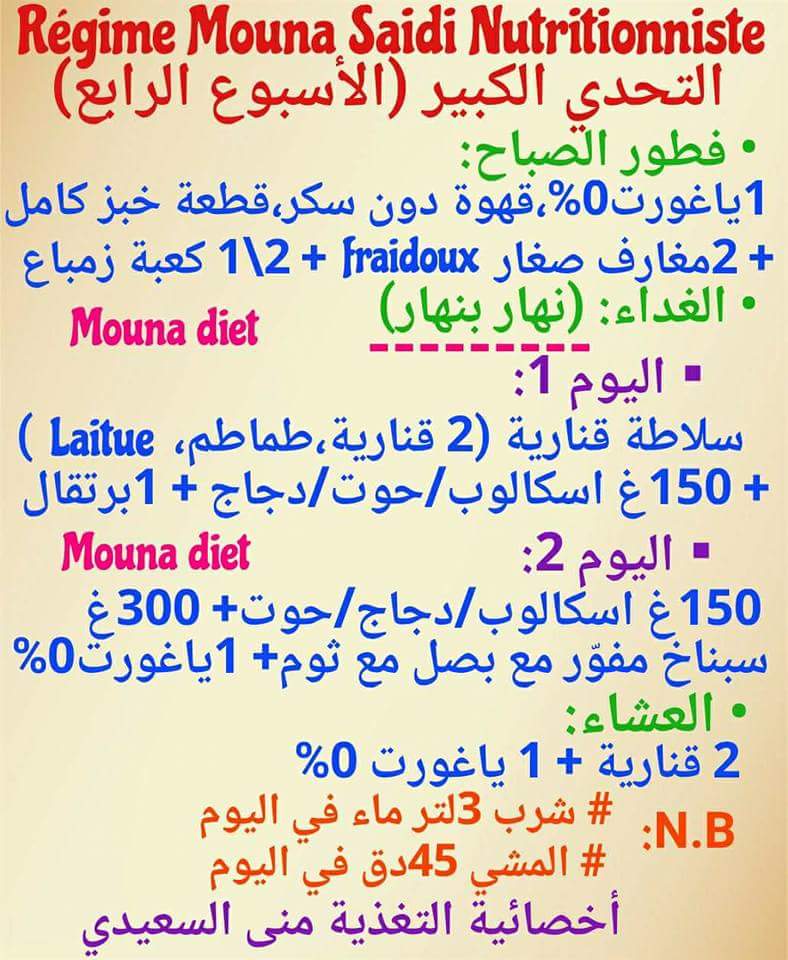 Régime Mouna Saidi Nutritionniste
التحدي الكبير (الأسبوع الرابع)
• فطور الصباح:
1ياغورت0%،قهوة دون سكر،قطعة خبز كامل
+ 2مغارف صغار fraidoux + 1\2 كعبة زمباع
• الغداء: (نهار بنهار)
Mouna diet
▪ اليوم 1:
سلاطة قنارية (2 قنارية،طماطم، Laitue )
+ 150غ اسكالوب/حوت/دجاج + 1برتقال
▪ اليوم 2:
Mouna diet
150غ اسكالوب/دجاج/حوت+ 300غ
سبناخ مفوّر مع بصل مع ثوم+ 1ياغورت0%
• العشاء:
2 قنارية + 1 ياغورت 0%
N.B:
# شرب 3لتر ماء في اليوم
# المشي 45دق في اليوم
أخصائية التغذية منى السعيدي